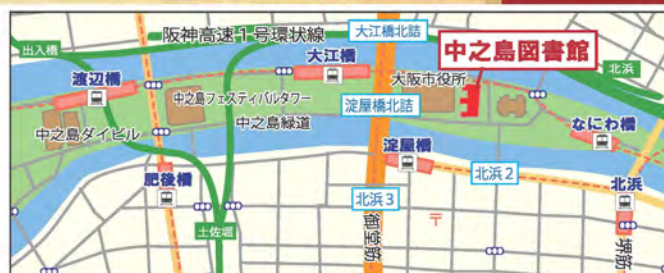 阪神高速1号環状線
大江橋北詰
中之島図書館
出入橋
大江橋
北浜
渡辺橋
大阪市役所
中之島フェスティバルタワー
淀屋橋北詰
中之島緑道
なにわ橋
中之島ダイビル
淀屋橋
肥後橋
北浜2
北浜
北浜3
土佐堀
御堂筋
〒
堺筋